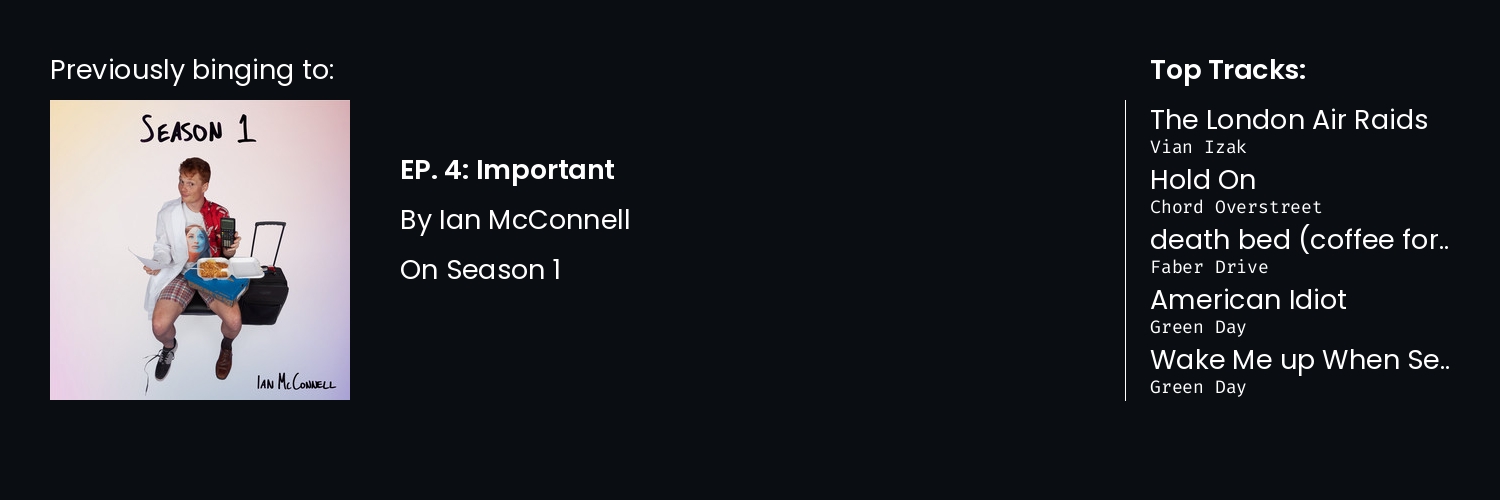 Previously binging to:
SEASON 1
IAN MCCONNELL
EP. 4: Important
By Ian McConnell
On Season 1
Top Tracks:
The London Air Raids
Vian Izak
Hold On
Chord Overstreet
death bed (coffee for..
Faber Drive
American Idiot
Green Day
Wake Me up When Se..
Green Day